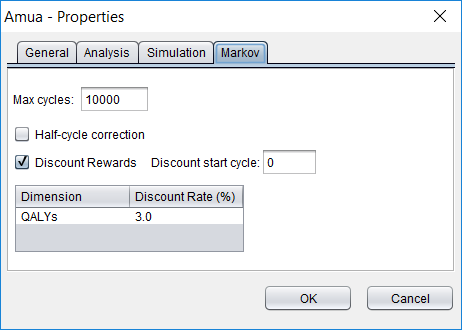 Amua - Properties
General Analysis Simulation Markov
Max cycles: 10000
Half-cycle correction
Discount Rewards Discount start cycle: 0
Dimension Discount Rate (%)
QALYs 3.0
OK Cancel